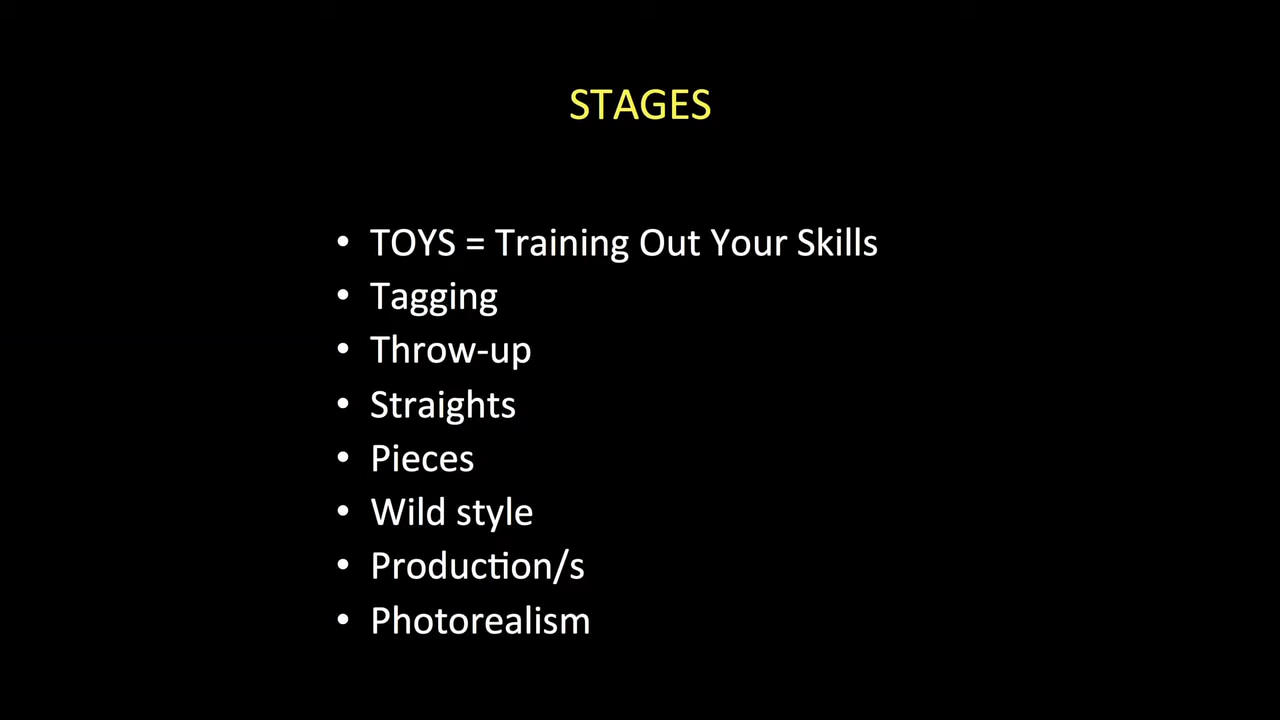 STAGES
• TOYS = Training Out Your Skills
• Tagging
• Throw-up
• Straights
• Pieces
• Wild style
• Production/s
• Photorealism